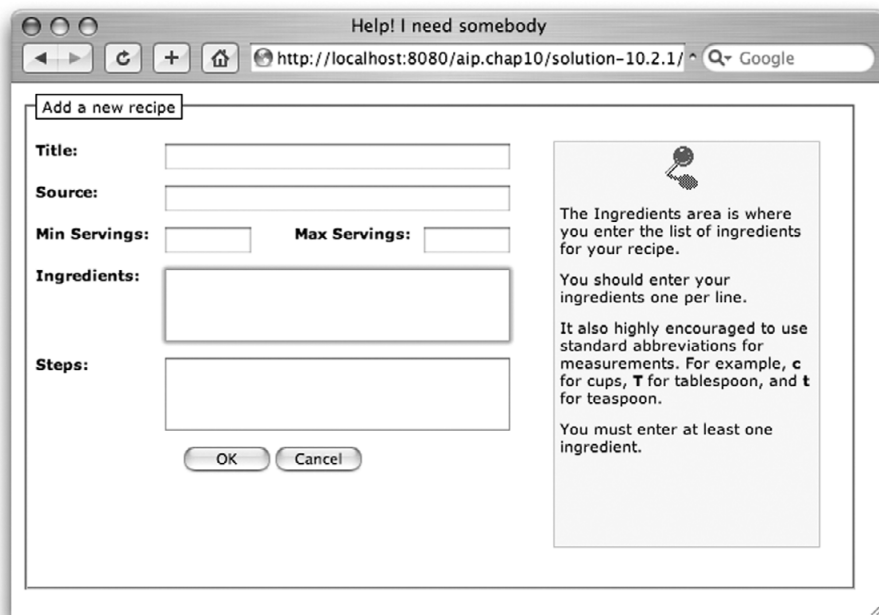 Help! I need somebody
http://localhost:8080/aip.chap10/solution-10.2.1/
Google
Add a new recipe
Title:
Source:
Min Servings:
Max Servings:
Ingredients:
Steps:
OK
Cancel
The Ingredients area is where
you enter the list of ingredients
for your recipe.
You should enter your
ingredients one per line.
It also highly encouraged to use
standard abbreviations for
measurements. For example, c
for cups, T for tablespoon, and t
for teaspoon.
You must enter at least one
ingredient.